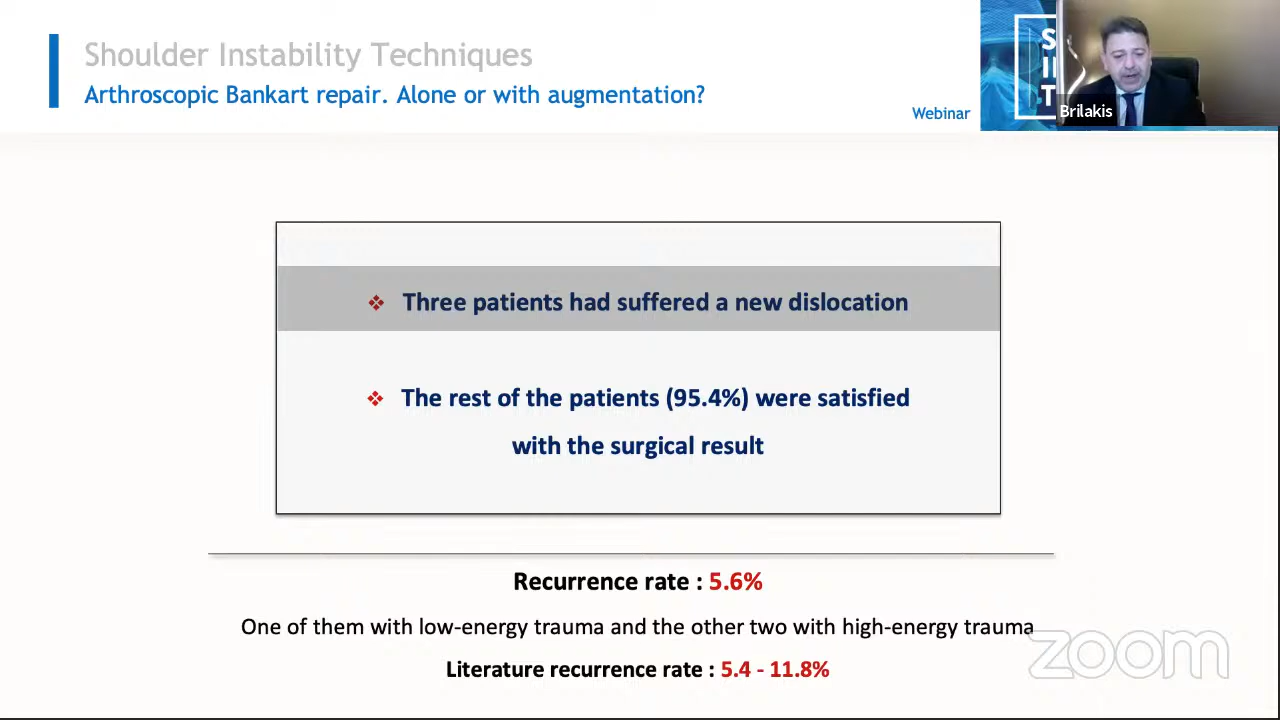 Shoulder Instability Techniques
Arthroscopic Bankart repair. Alone or with augmentation?
Webinar
S
I
T
Brilakis
❖ Three patients had suffered a new dislocation
❖ The rest of the patients (95.4%) were satisfied
with the surgical result
Recurrence rate : 5.6%
One of them with low-energy trauma and the other two with high-energy trauma
Literature recurrence rate : 5.4 - 11.8%
zoom